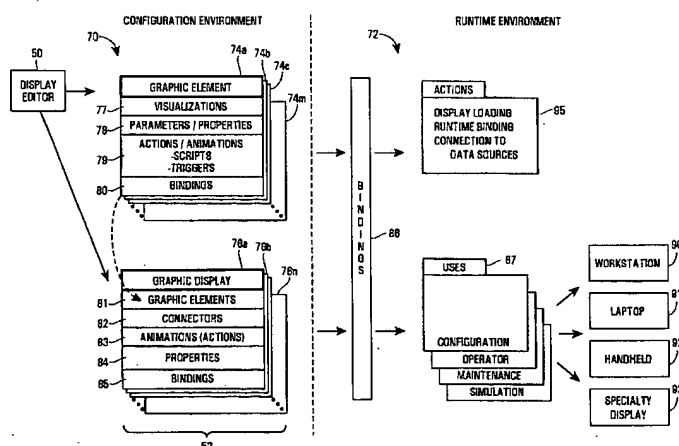 CONFIGURATION ENVIRONMENT
RUNTIME ENVIRONMENT
70
72
50
DISPLAY
EDITOR
74a
74b
74c
74m
GRAPHIC ELEMENT
77
VISUALIZATIONS
78
PARAMETERS / PROPERTIES
79
ACTIONS / ANIMATIONS
-SCRIPTS
-TRIGGERS
80
BINDINGS
76a
76b
76n
GRAPHIC DISPLAY
81
GRAPHIC ELEMENTS
82
CONNECTORS
83
ANIMATIONS (ACTIONS)
84
PROPERTIES
85
BINDINGS
BINDINGS
86
ACTIONS
95
DISPLAY LOADING
RUNTIME BINDING
CONNECTION TO
DATA SOURCES
USES
87
CONFIGURATION
OPERATOR
MAINTENANCE
SIMULATION
WORKSTATION
LAPTOP
HANDHELD
SPECIALTY
DISPLAY